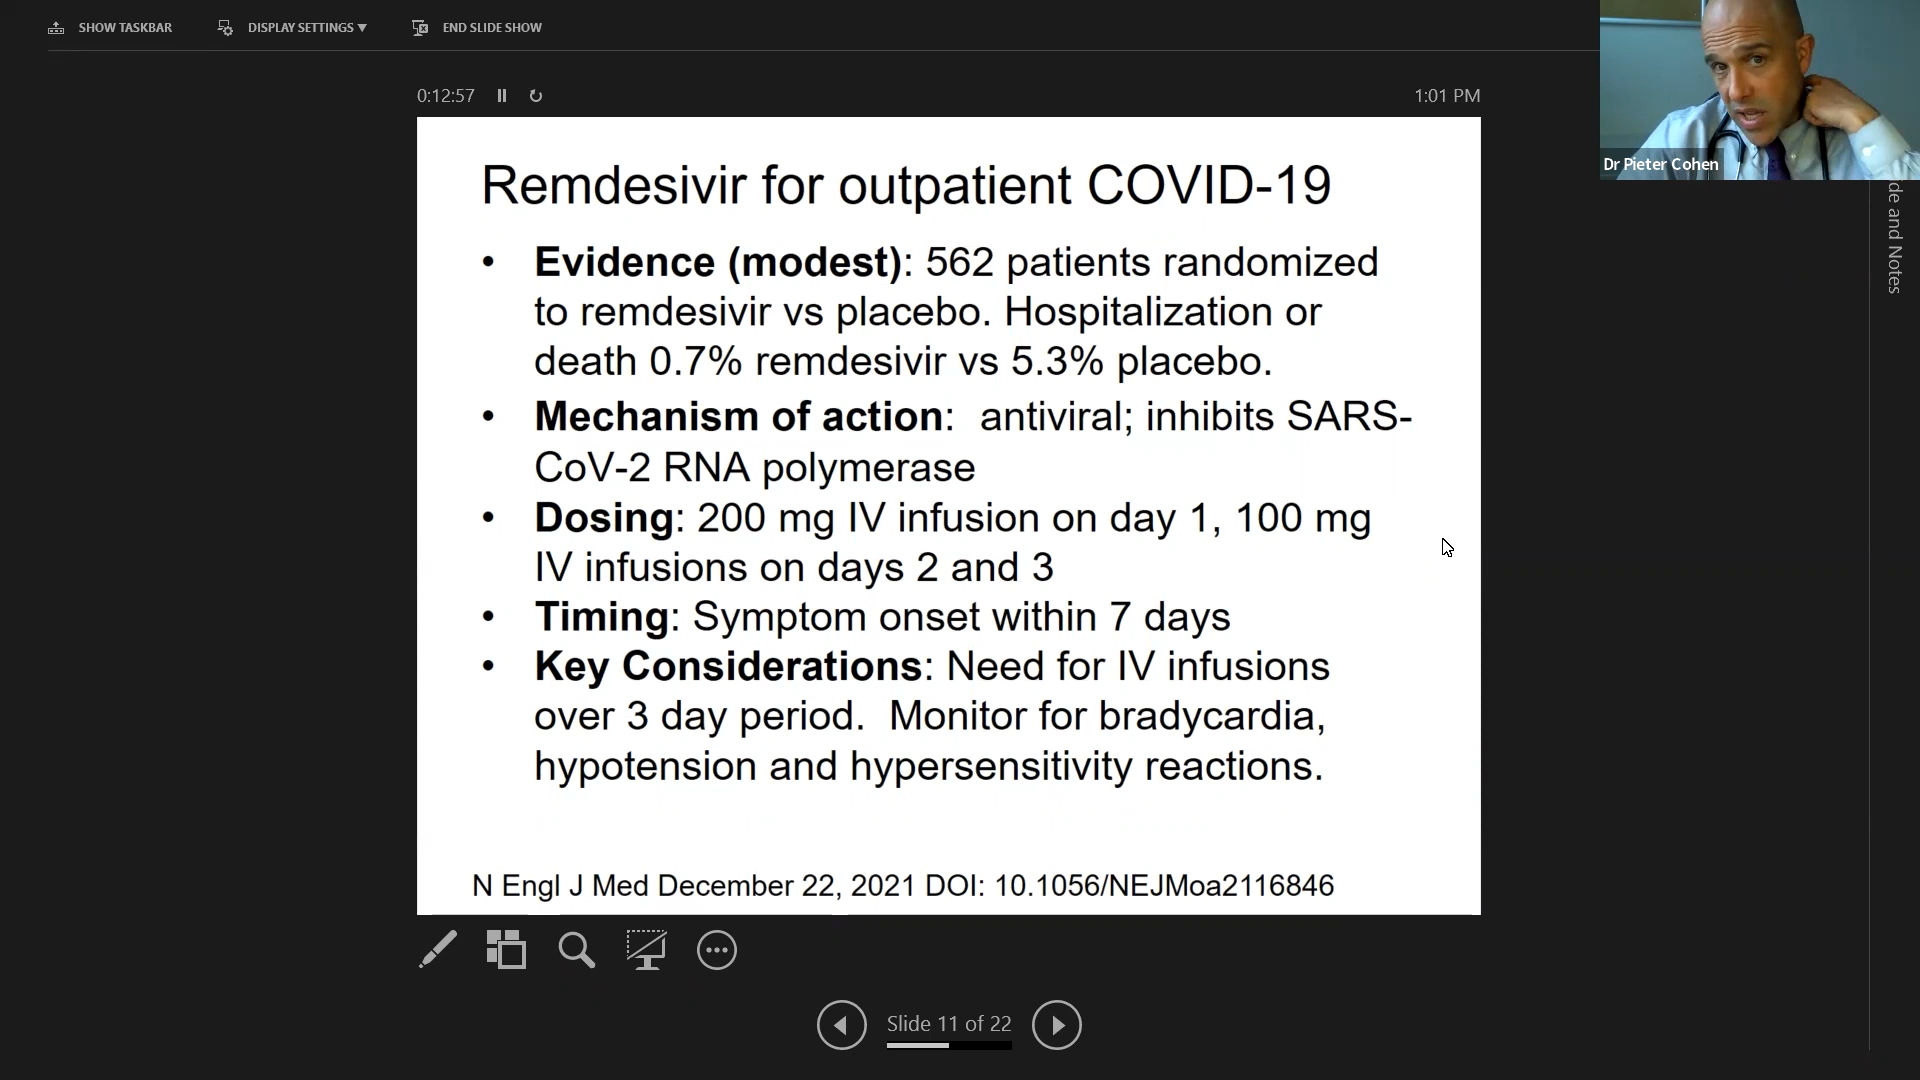 SHOW TASKBAR
DISPLAY SETTINGS
END SLIDE SHOW
0:12:57
1:01 PM
Dr Pieter Cohen
de and Notes
Remdesivir for outpatient COVID-19
• Evidence (modest): 562 patients randomized
to remdesivir vs placebo. Hospitalization or
death 0.7% remdesivir vs 5.3% placebo.
• Mechanism of action: antiviral; inhibits SARS-
CoV-2 RNA polymerase
• Dosing: 200 mg IV infusion on day 1, 100 mg
IV infusions on days 2 and 3
• Timing: Symptom onset within 7 days
• Key Considerations: Need for IV infusions
over 3 day period. Monitor for bradycardia,
hypotension and hypersensitivity reactions.
N Engl J Med December 22, 2021 DOI: 10.1056/NEJMoa2116846
Slide 11 of 22